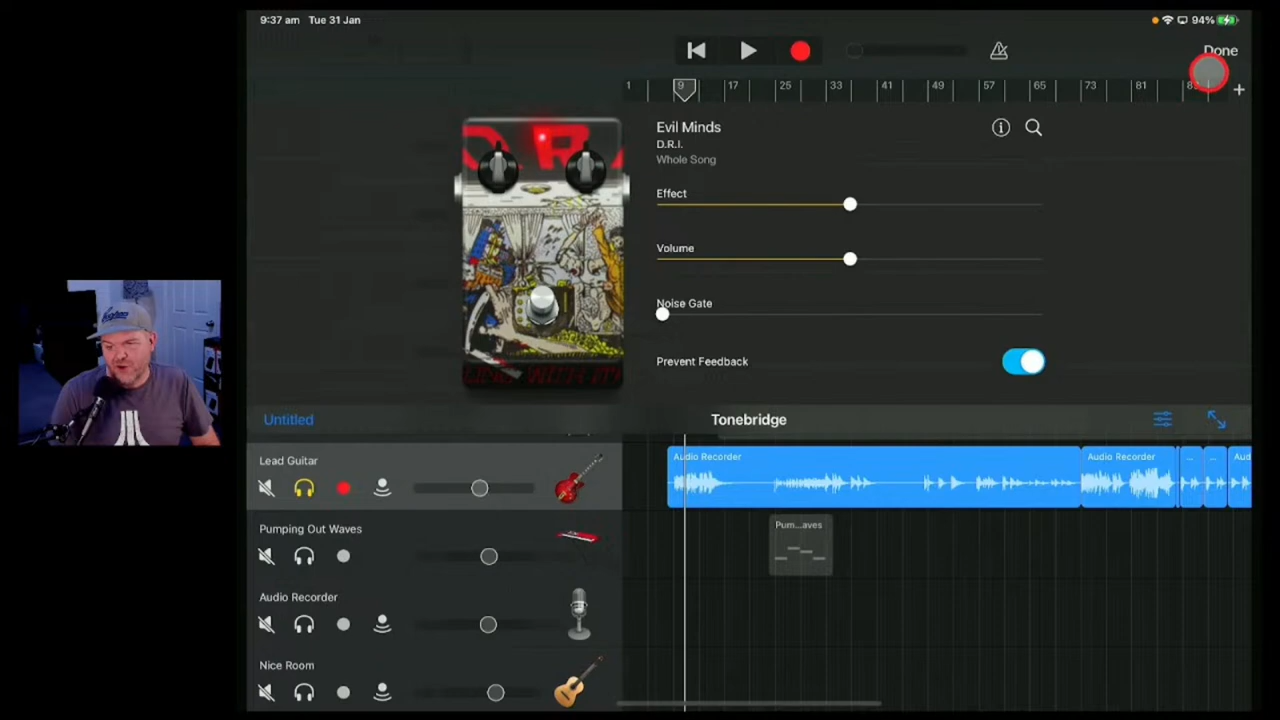 9:37 am Tue 31 Jan
94%
Done
1 9 17 25 33 41 49 57 65 73 81
+
D.R.I.
Evil Minds
D.R.I.
Whole Song
Effect
Volume
Noise Gate
Prevent Feedback
Untitled
Tonebridge
Lead Guitar
Audio Recorder
Audio Recorder
...
...
Aud
Pumping Out Waves
Pum...aves
Audio Recorder
Nice Room